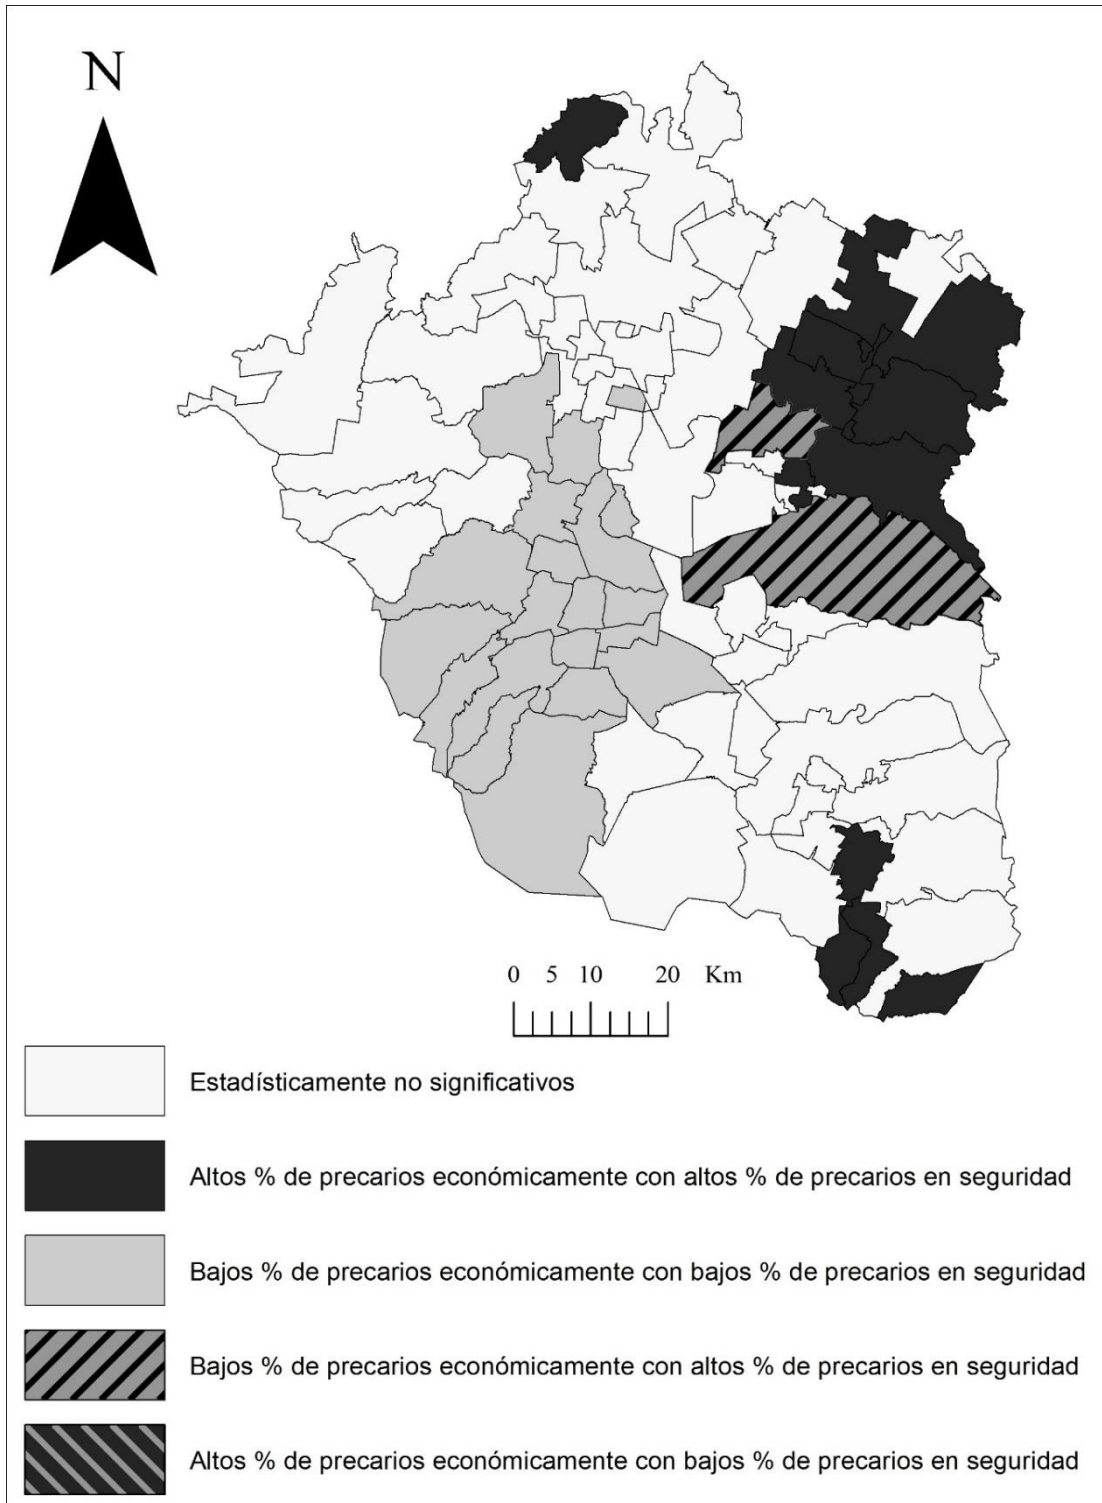 N
0 5 10 20 Km
Estadísticamente no significativos
Altos % de precarios económicamente con altos % de precarios en seguridad
Bajos % de precarios económicamente con bajos % de precarios en seguridad
Bajos % de precarios económicamente con altos % de precarios en seguridad
Altos % de precarios económicamente con bajos % de precarios en seguridad